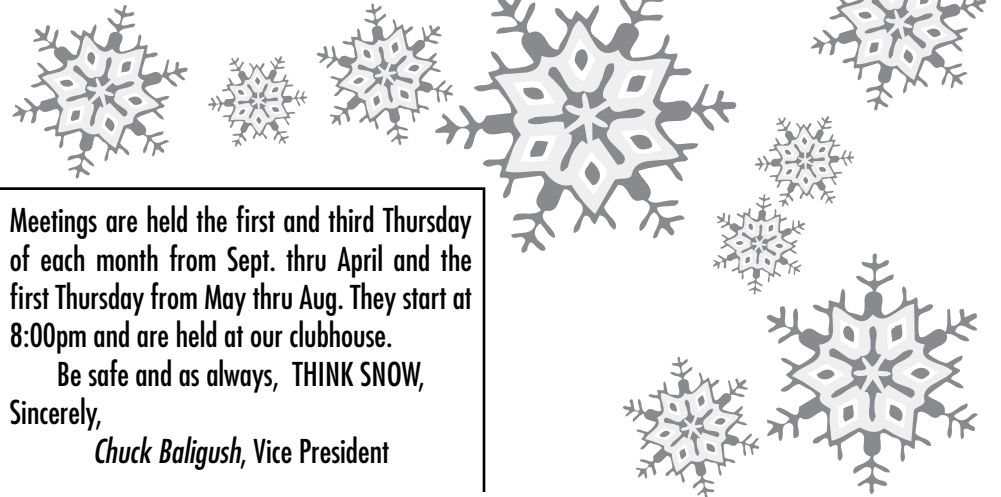 Meetings are held the first and third Thursday
of each month from Sept. thru April and the
first Thursday from May thru Aug. They start at
8:00pm and are held at our clubhouse.
Be safe and as always, THINK SNOW,
Sincerely,
Chuck Baligush, Vice President